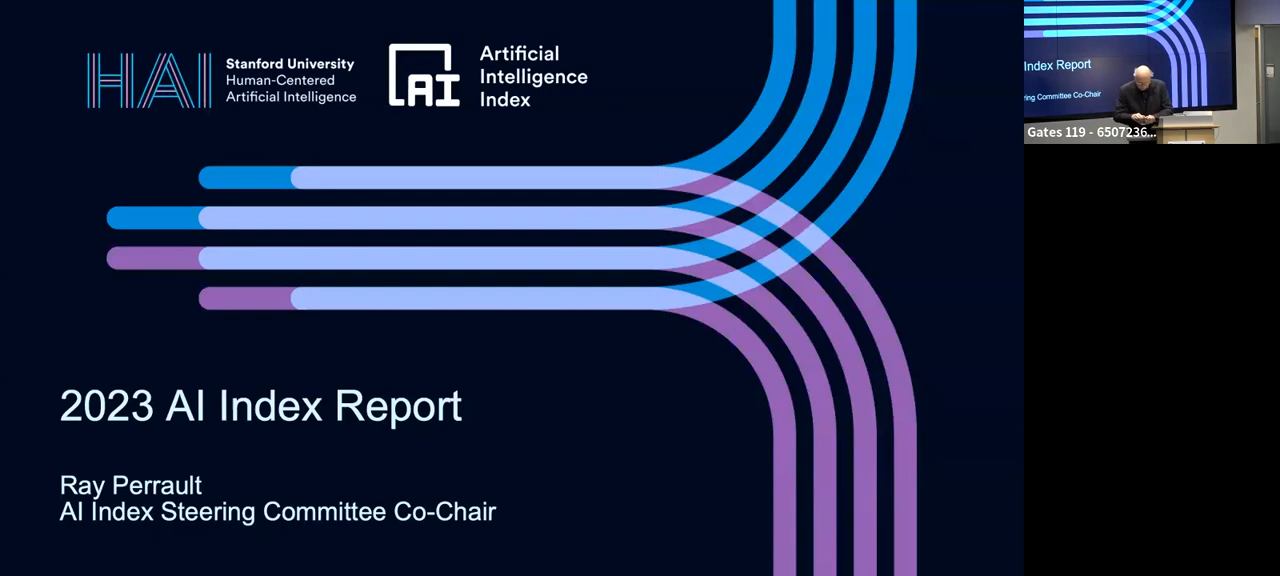 HAI
Stanford University
Human-Centered
Artificial Intelligence
AI
Artificial
Intelligence
Index
2023 AI Index Report
Ray Perrault
AI Index Steering Committee Co-Chair
Index Report
ring Committee Co-Chair
Gates 119 - 6507236...